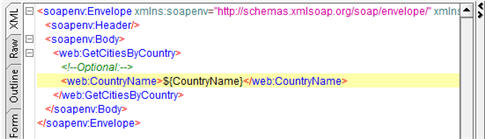 XML
Raw
Outline
Form
<soapenv:Envelope xmlns:soapenv="http://schemas.xmlsoap.org/soap/envelope/" xmlns
<soapenv:Header/>
<soapenv:Body>
<web:GetCitiesByCountry>
<!--Optional:-->
<web:CountryName>${CountryName}</web:CountryName>
</web:GetCitiesByCountry>
</soapenv:Body>
</soapenv:Envelope>